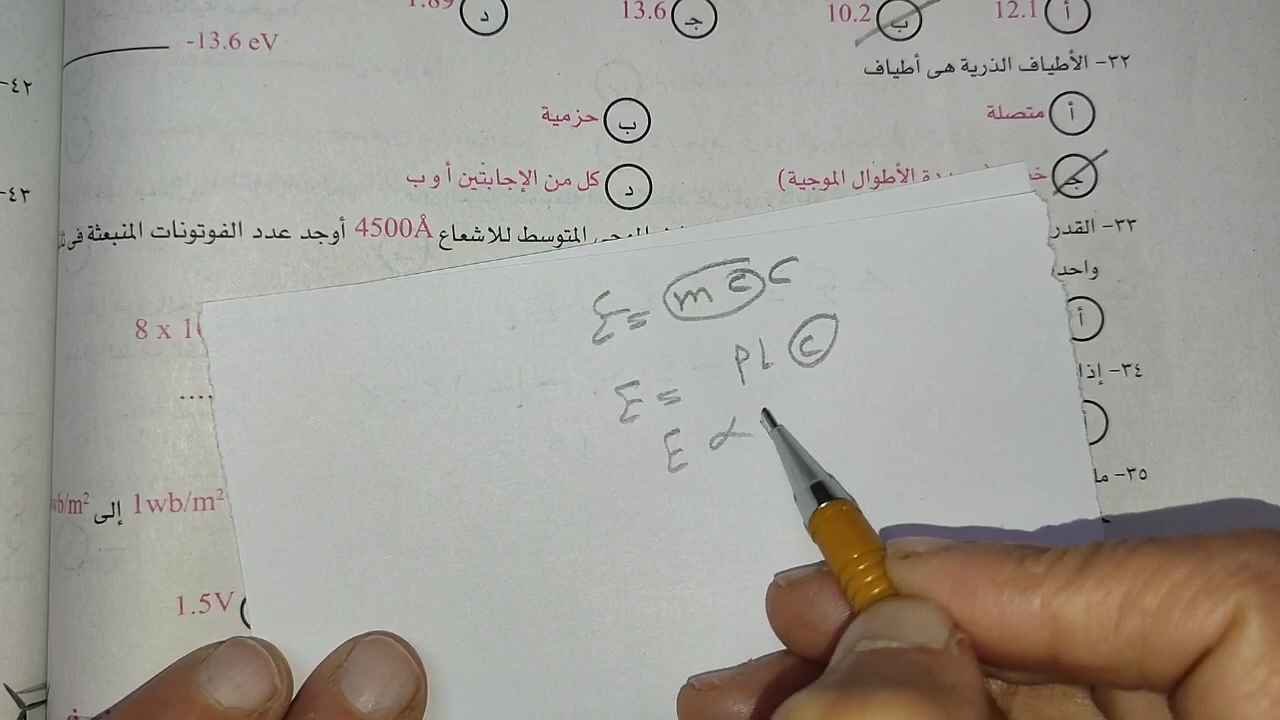 أ 12.1 ب 10.2 ج 13.6 د 1.89
-13.6 eV
٣٢- الأطياف الذرية هى أطياف
أ متصلة
ب حزمية
ج الأطوال الموجية)
د كل من الإجابتين أ و ب
٣٣- القدر المتوسط للاشعاع 4500Å أوجد عدد الفوتونات المنبعثة فى
واحد
أ
8 x 1
٣٤- إذا
....
٣٥- ما
wb/m² إلى 1wb/m²
1.5V
٤٢-
٤٣-
E = m c c
E = PL c
E α